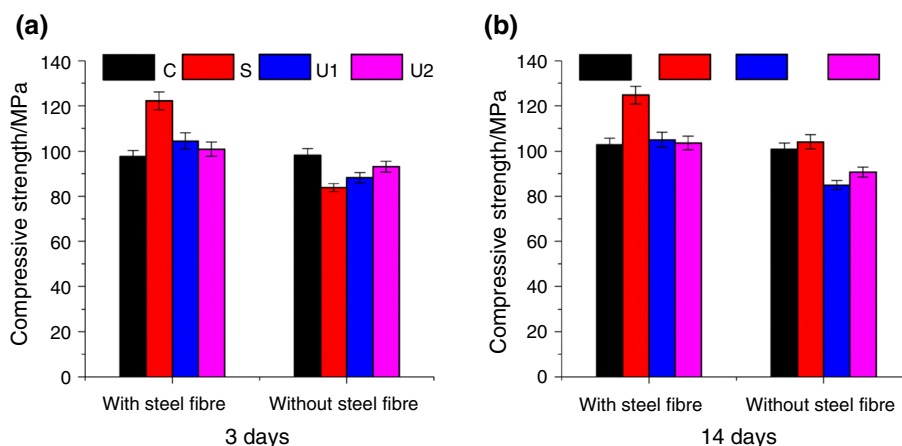 (a)
140
120
100
80
60
40
20
0
Compressive strength/MPa
C S U1 U2
With steel fibre Without steel fibre
3 days
(b)
140
120
100
80
60
40
20
0
Compressive strength/MPa
With steel fibre Without steel fibre
14 days